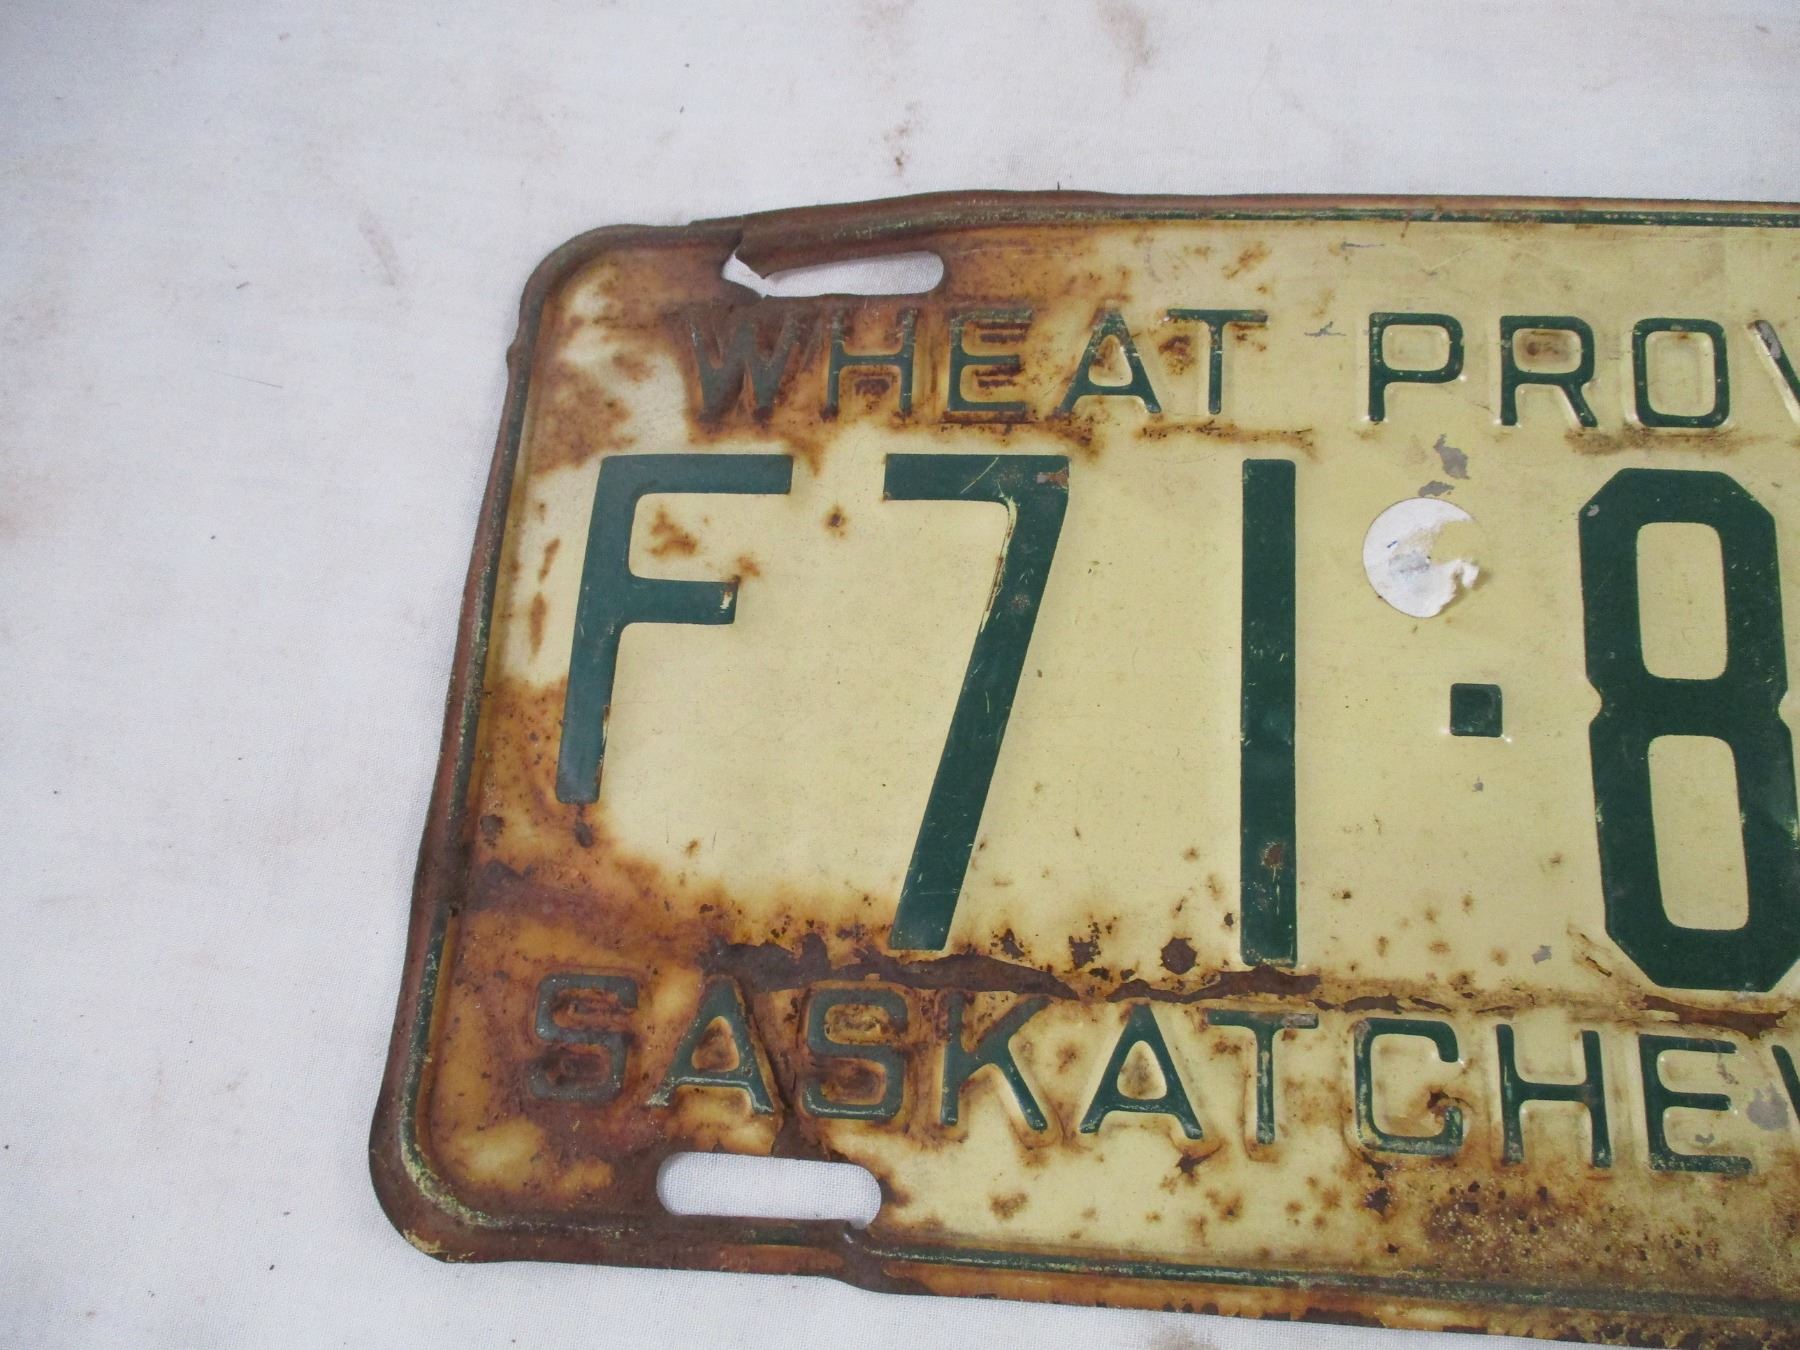 WHEAT PROV
F71·8
SASKATCHEW